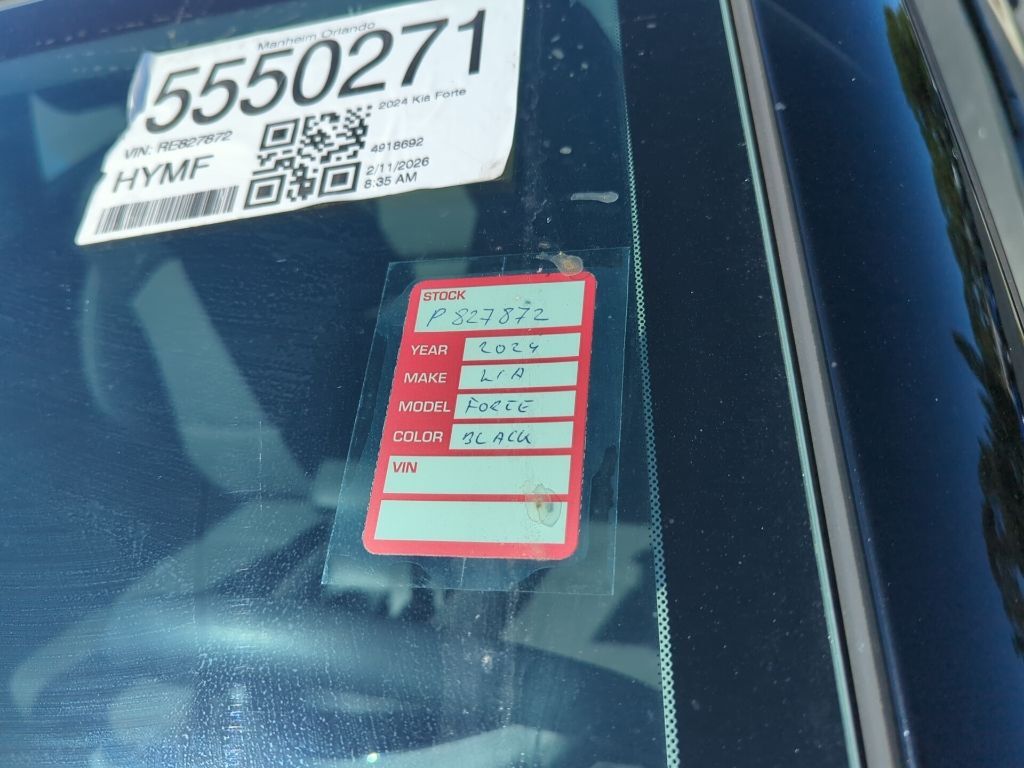 Manheim Orlando
5550271
2024 Kia Forte
VIN: RE827872
HYMF
4918692
2/11/2026
8:35 AM
STOCK
P 827872
YEAR 2024
MAKE KIA
MODEL FORTE
COLOR BLACK
VIN